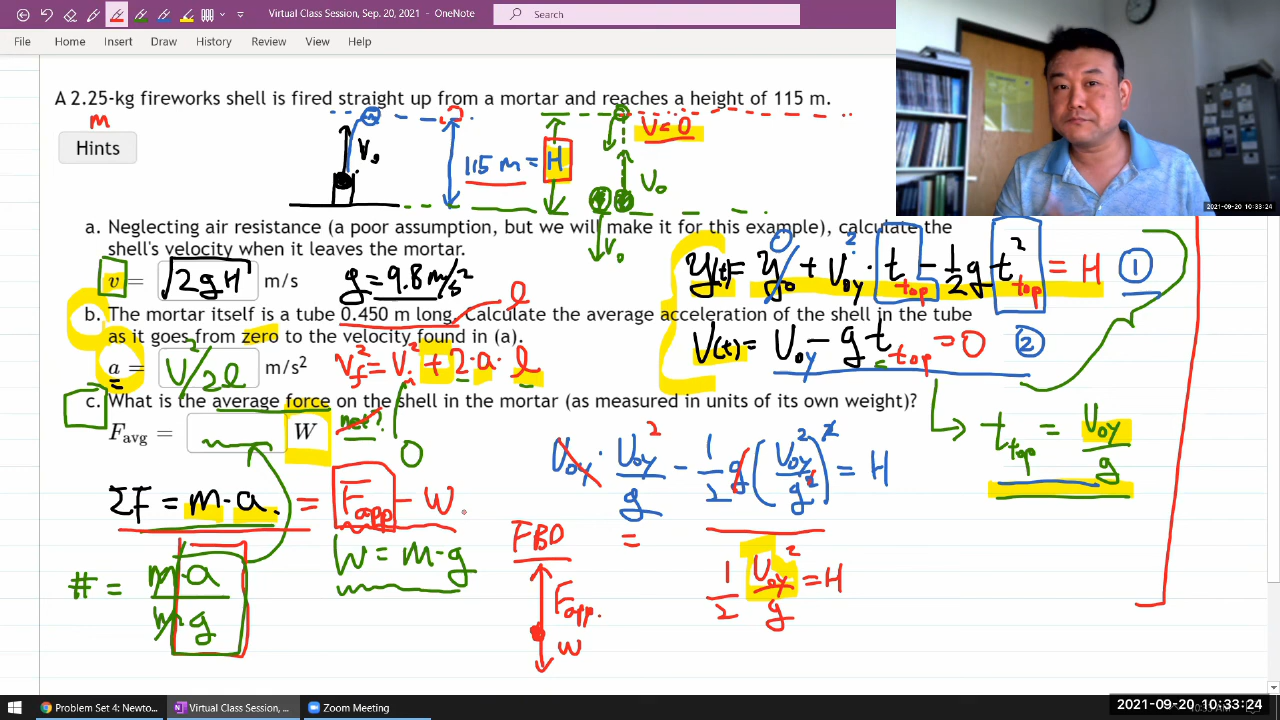 Virtual Class Session, Sep. 20, 2021 - OneNote
Search
File Home Insert Draw History Review View Help
A 2.25-kg fireworks shell is fired straight up from a mortar and reaches a height of 115 m.
m
Hints
V₀
115 m = H
V<0
V₀
V₀
2021-09-20 10:33:24
a. Neglecting air resistance (a poor assumption, but we will make it for this example), calculate the
shell's velocity when it leaves the mortar.
v = √2gH m/s
g = 9.8 m/s²
y(t) = y₀ + V₀y · t top − 1/2 g t² top = H ①
0
b. The mortar itself is a tube 0.450 m long. Calculate the average acceleration of the shell in the tube
l
as it goes from zero to the velocity found in (a).
V(t) = V₀y − g t top = 0 ②
a = V²/2l m/s²
Vf² = Vi² + 2·a·l
0
c. What is the average force on the shell in the mortar (as measured in units of its own weight)?
F avg = W
net?
t top = V₀y / g
V₀y · V₀y / g − 1/2 g (V₀y / g)² = H
ΣF = m·a = Fapp − W
W = m·g
# = m·a / m g
FBD
Fapp.
W
= 1/2 V₀y² / g = H
Problem Set 4: Newto...
Virtual Class Session, ...
Zoom Meeting
2021-09-20 10:33:24